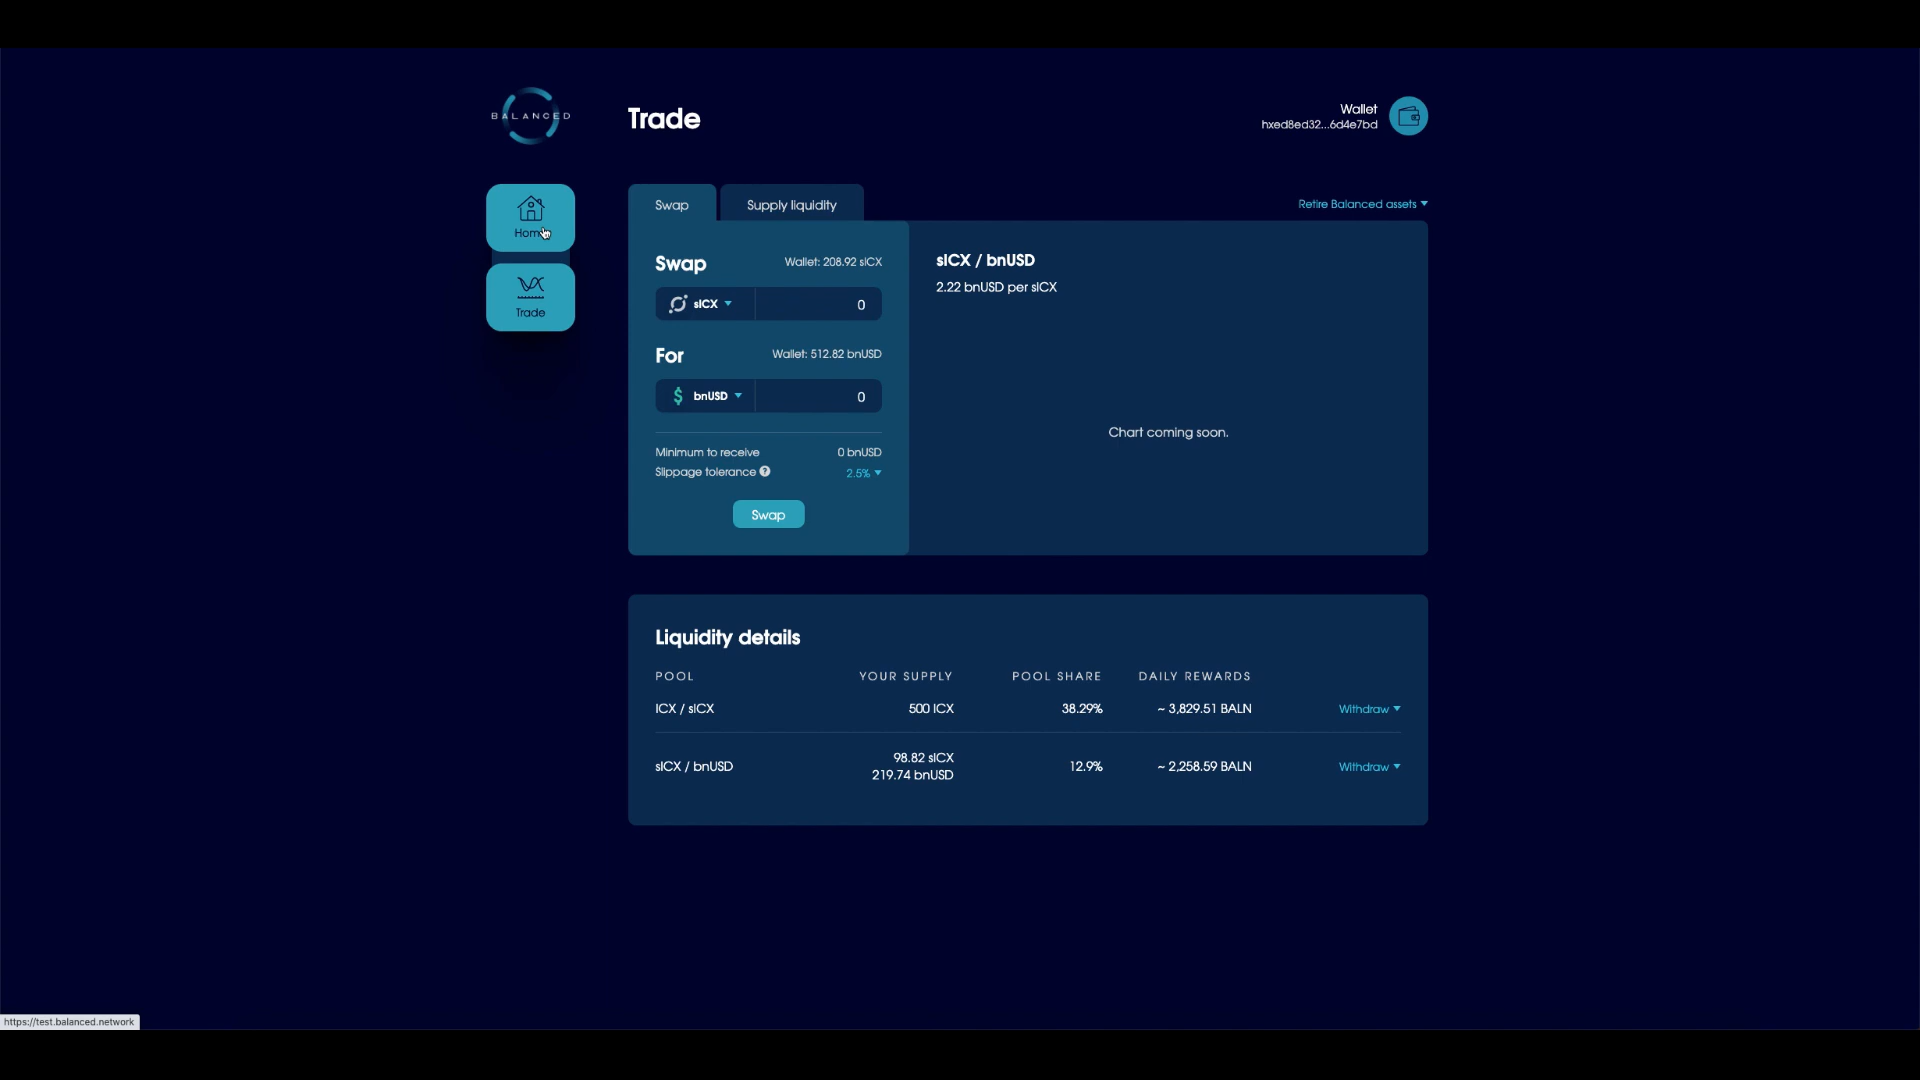 BALANCED
Trade
Wallet
hxed8ed32...6d4e7bd
Home
Trade
Swap
Supply liquidity
Retire Balanced assets
Swap
Wallet: 208.92 sICX
sICX
0
For
Wallet: 512.82 bnUSD
bnUSD
0
Minimum to receive
0 bnUSD
Slippage tolerance ?
2.5%
Swap
sICX / bnUSD
2.22 bnUSD per sICX
Chart coming soon.
Liquidity details
POOL YOUR SUPPLY POOL SHARE DAILY REWARDS
ICX / sICX 500 ICX 38.29% ~ 3,829.51 BALN Withdraw
98.82 sICX
sICX / bnUSD 12.9% ~ 2,258.59 BALN Withdraw
219.74 bnUSD
https://test.balanced.network